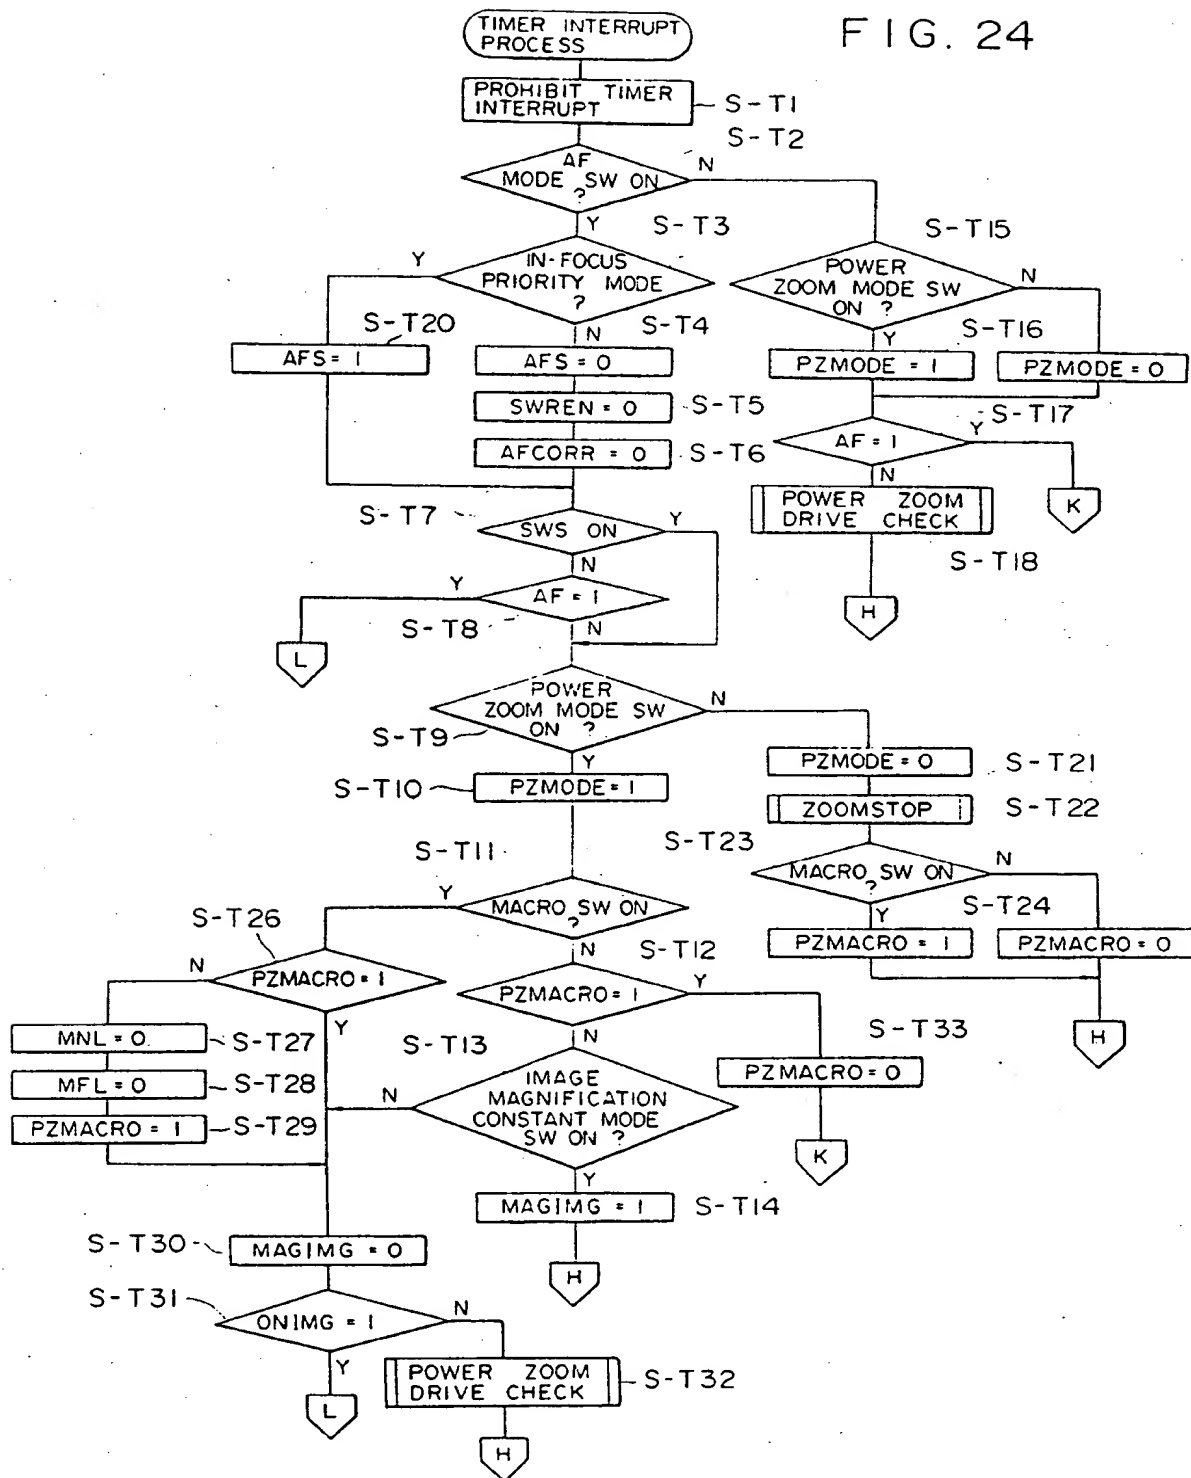 FIG. 24
TIMER INTERRUPT
PROCESS
PROHIBIT TIMER
INTERRUPT
S-T1
S-T2
AF
MODE SW ON
?
N
Y
S-T3
S-T15
Y
IN-FOCUS
PRIORITY MODE
?
POWER
ZOOM MODE SW
ON ?
N
S-T20
N
S-T4
Y
S-T16
AFS = 1
AFS = 0
PZMODE = 1
PZMODE = 0
SWREN = 0
S-T5
S-T17
AFCORR = 0
S-T6
AF = 1
Y
N
K
S-T7
SWS ON
Y
POWER ZOOM
DRIVE CHECK
N
S-T18
Y
AF = 1
H
S-T8
N
L
POWER
ZOOM MODE SW
ON ?
N
S-T9
Y
PZMODE = 0
S-T21
S-T10
PZMODE = 1
ZOOMSTOP
S-T22
S-T11
S-T23
MACRO SW ON
?
N
Y
MACRO SW ON
?
Y
S-T24
S-T26
N
S-T12
PZMACRO = 1
PZMACRO = 0
N
PZMACRO = 1
PZMACRO = 1
Y
Y
N
H
MNL = 0.
S-T27
S-T13
S-T33
MFL = 0
S-T28
N
IMAGE
MAGNIFICATION
CONSTANT MODE
SW ON ?
PZMACRO = 0
PZMACRO = 1
S-T29
K
Y
MAGIMG = 1
S-T14
S-T30
MAGIMG = 0
H
S-T31
ONIMG = 1
N
Y
POWER ZOOM
DRIVE CHECK
S-T32
L
H